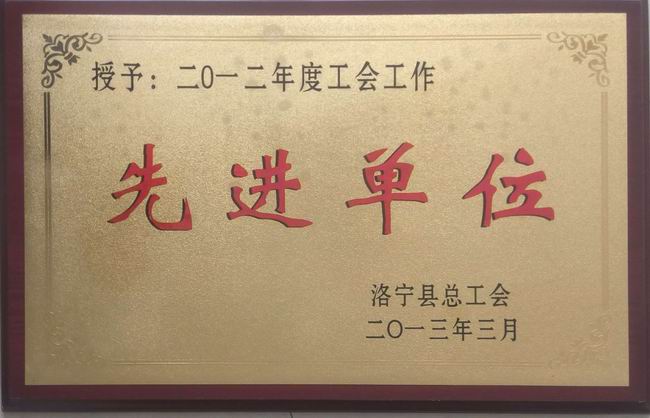 授予：二〇一二年度工会工作
先进单位
洛宁县总工会
二〇一三年三月